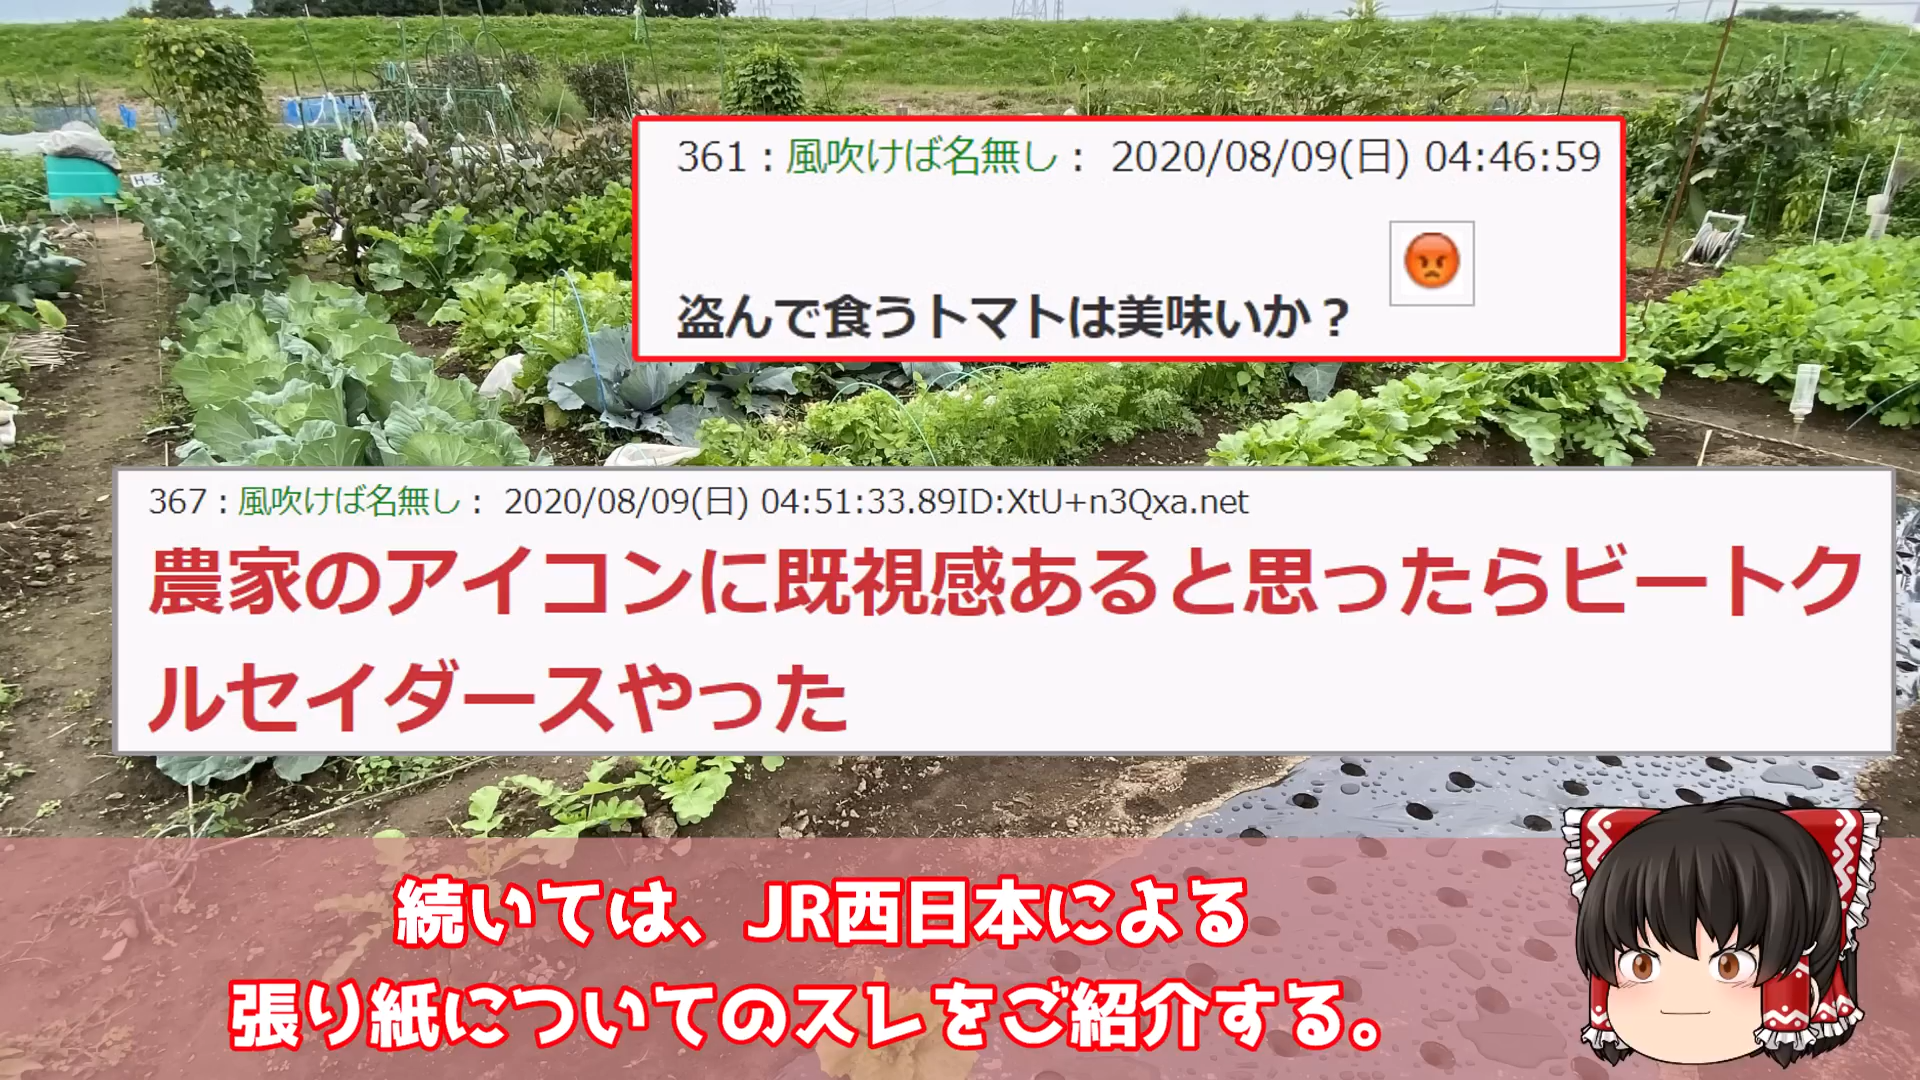 H-3
361：風吹けば名無し： 2020/08/09(日) 04:46:59
盗んで食うトマトは美味いか？
367：風吹けば名無し： 2020/08/09(日) 04:51:33.89ID:XtU+n3Qxa.net
農家のアイコンに既視感あると思ったらビートク
ルセイダースやった
続いては、JR西日本による
張り紙についてのスレをご紹介する。